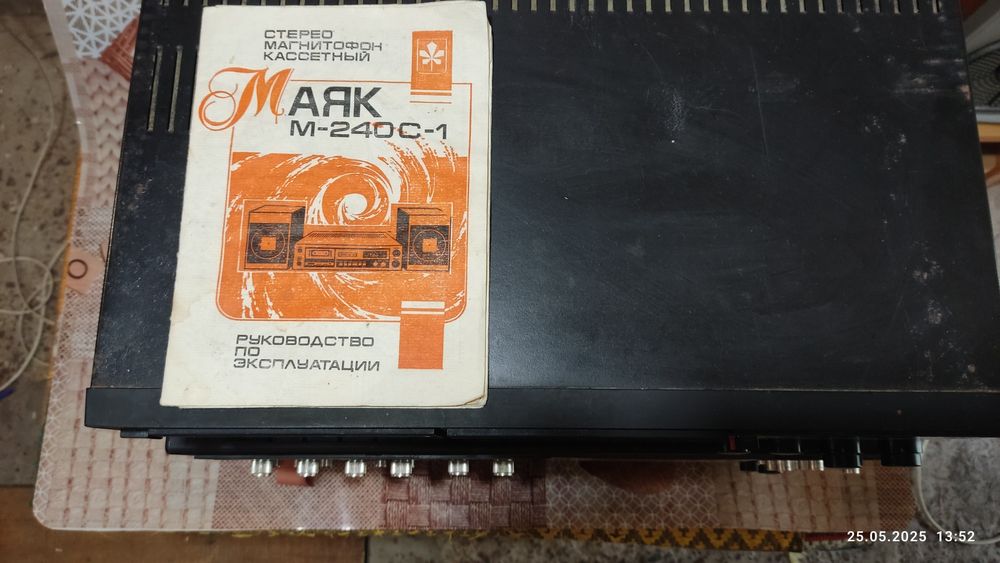 СТЕРЕО
МАГНИТОФОН
КАССЕТНЫЙ
МАЯК
М-240С-1
РУКОВОДСТВО
ПО
ЭКСПЛУАТАЦИИ
25.05.2025 13:52